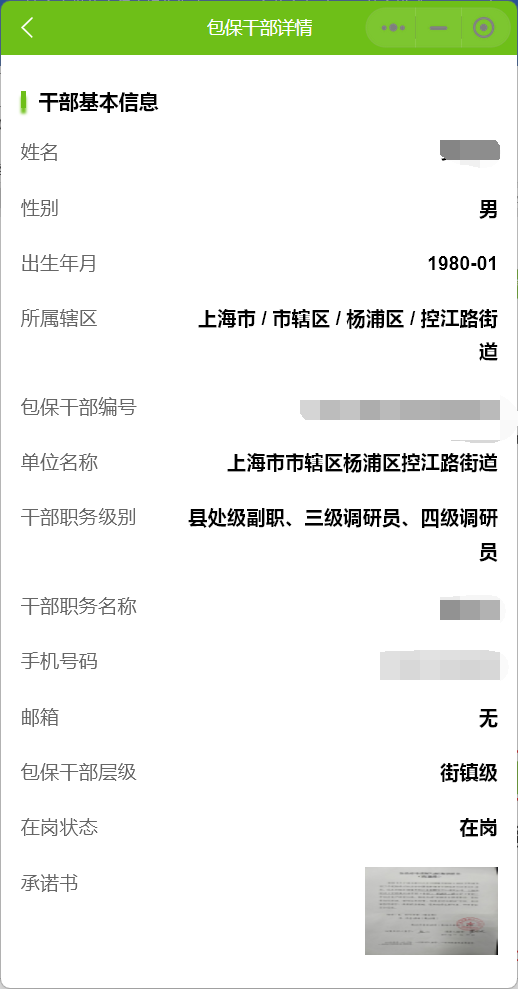 包保干部详情
干部基本信息
姓名
性别
男
出生年月
1980-01
所属辖区
上海市 / 市辖区 / 杨浦区 / 控江路街
道
包保干部编号
单位名称
上海市市辖区杨浦区控江路街道
干部职务级别
县处级副职、三级调研员、四级调研
员
干部职务名称
手机号码
邮箱
无
包保干部层级
街镇级
在岗状态
在岗
承诺书